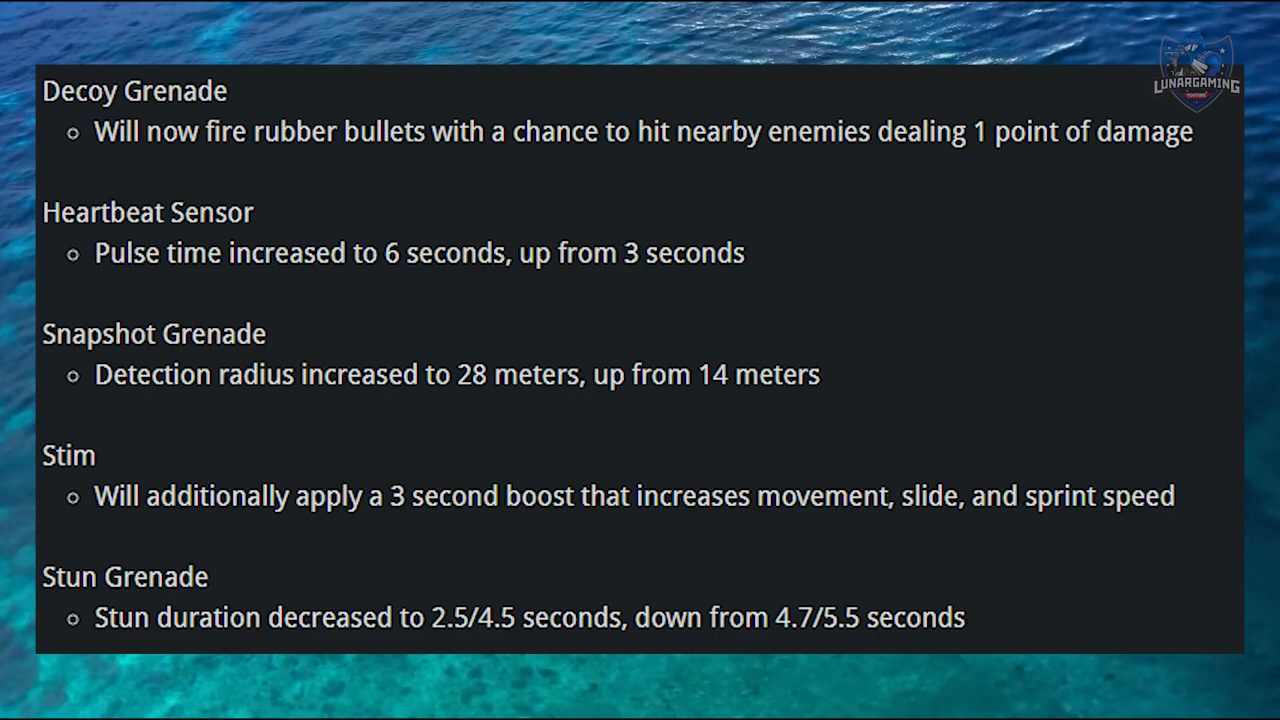 LUNARGAMING
YOUTUBE
Decoy Grenade
Will now fire rubber bullets with a chance to hit nearby enemies dealing 1 point of damage
Heartbeat Sensor
Pulse time increased to 6 seconds, up from 3 seconds
Snapshot Grenade
Detection radius increased to 28 meters, up from 14 meters
Stim
Will additionally apply a 3 second boost that increases movement, slide, and sprint speed
Stun Grenade
Stun duration decreased to 2.5/4.5 seconds, down from 4.7/5.5 seconds